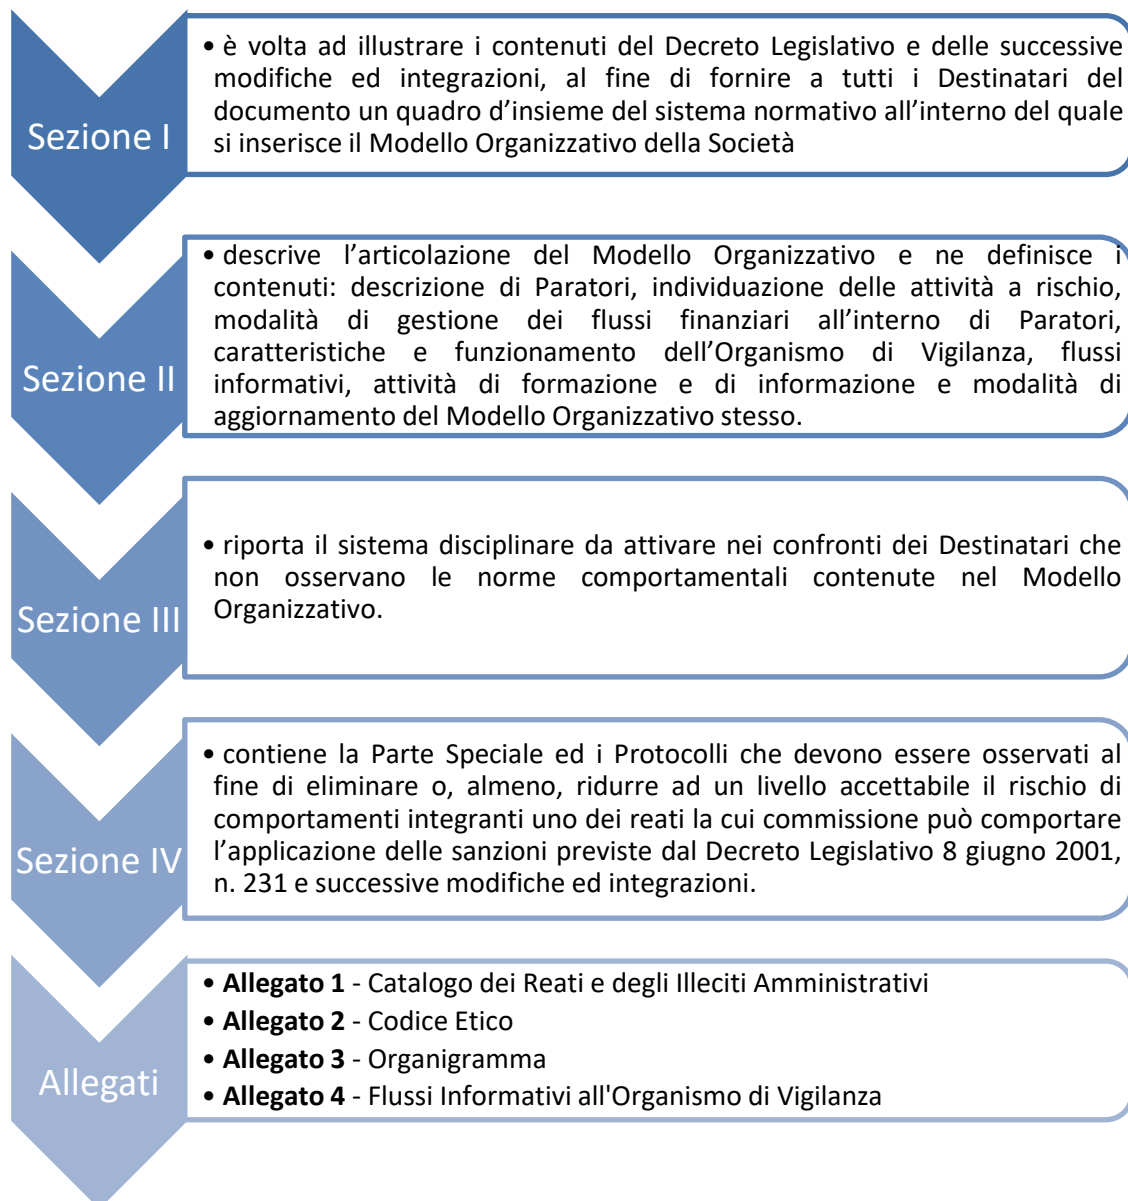 Sezione I
• è volta ad illustrare i contenuti del Decreto Legislativo e delle successive
modifiche ed integrazioni, al fine di fornire a tutti i Destinatari del
documento un quadro d’insieme del sistema normativo all’interno del quale
si inserisce il Modello Organizzativo della Società
Sezione II
• descrive l’articolazione del Modello Organizzativo e ne definisce i
contenuti: descrizione di Paratori, individuazione delle attività a rischio,
modalità di gestione dei flussi finanziari all’interno di Paratori,
caratteristiche e funzionamento dell’Organismo di Vigilanza, flussi
informativi, attività di formazione e di informazione e modalità di
aggiornamento del Modello Organizzativo stesso.
Sezione III
• riporta il sistema disciplinare da attivare nei confronti dei Destinatari che
non osservano le norme comportamentali contenute nel Modello
Organizzativo.
Sezione IV
• contiene la Parte Speciale ed i Protocolli che devono essere osservati al
fine di eliminare o, almeno, ridurre ad un livello accettabile il rischio di
comportamenti integranti uno dei reati la cui commissione può comportare
l’applicazione delle sanzioni previste dal Decreto Legislativo 8 giugno 2001,
n. 231 e successive modifiche ed integrazioni.
Allegati
• Allegato 1 - Catalogo dei Reati e degli Illeciti Amministrativi
• Allegato 2 - Codice Etico
• Allegato 3 - Organigramma
• Allegato 4 - Flussi Informativi all'Organismo di Vigilanza